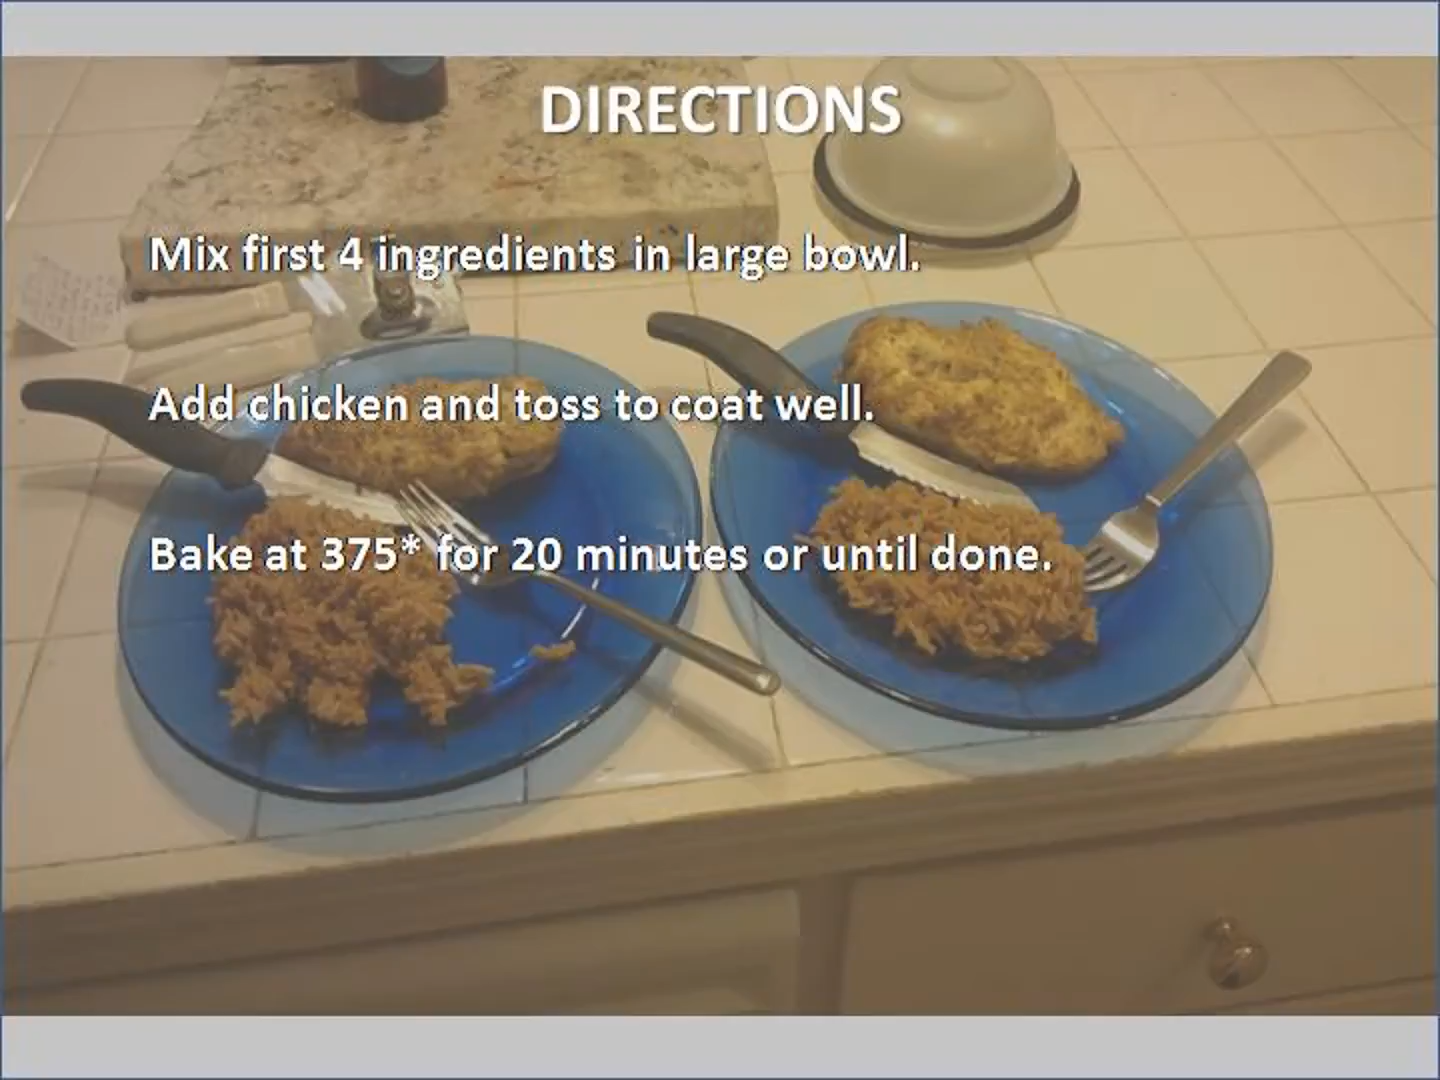 DIRECTIONS
Mix first 4 ingredients in large bowl.
Add chicken and toss to coat well.
Bake at 375* for 20 minutes or until done.